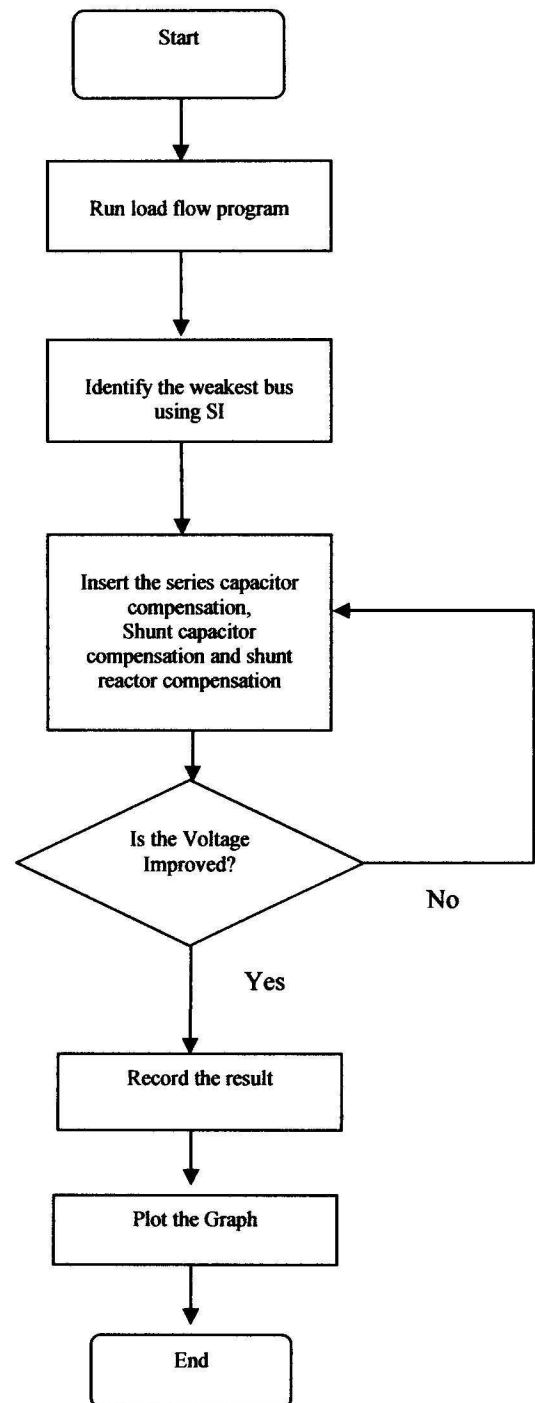 Start
Run load flow program
Identify the weakest bus
using SI
Insert the series capacitor
compensation,
Shunt capacitor
compensation and shunt
reactor compensation
Is the Voltage
Improved?
No
Yes
Record the result
Plot the Graph
End